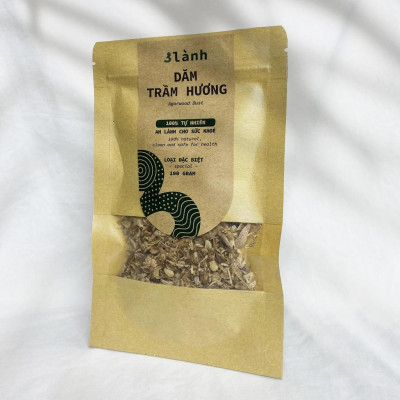 3lành
DĂM
TRẦM HƯƠNG
Agarwood Dust
100% TỰ NHIÊN
AN LÀNH CHO SỨC KHOẺ
100% natural,
clean and safe for health
LOẠI ĐẶC BIỆT
- special -
100 GRAM